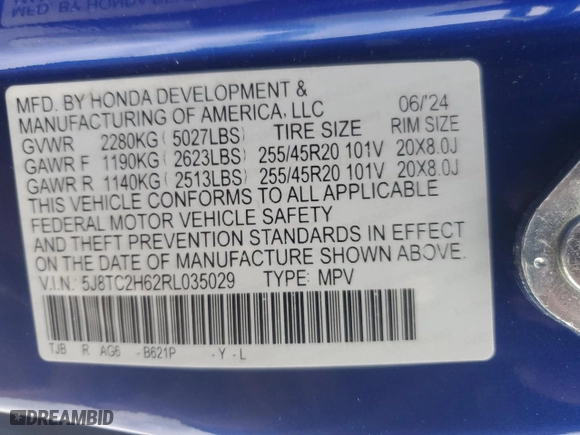 MFD. BY HONDA DEVELOPMENT &
MANUFACTURING OF AMERICA, LLC 06/'24
GVWR 2280KG ( 5027LBS) TIRE SIZE RIM SIZE
GAWR F 1190KG ( 2623LBS) 255/45R20 101V 20X8.0J
GAWR R 1140KG ( 2513LBS) 255/45R20 101V 20X8.0J
THIS VEHICLE CONFORMS TO ALL APPLICABLE
FEDERAL MOTOR VEHICLE SAFETY
AND THEFT PREVENTION STANDARDS IN EFFECT
ON THE DATE OF MANUFACTURE SHOWN ABOVE.
V.I.N.: 5J8TC2H62RL035029 TYPE: MPV
TJB R AG6 - B621P - Y - L
DREAMBID